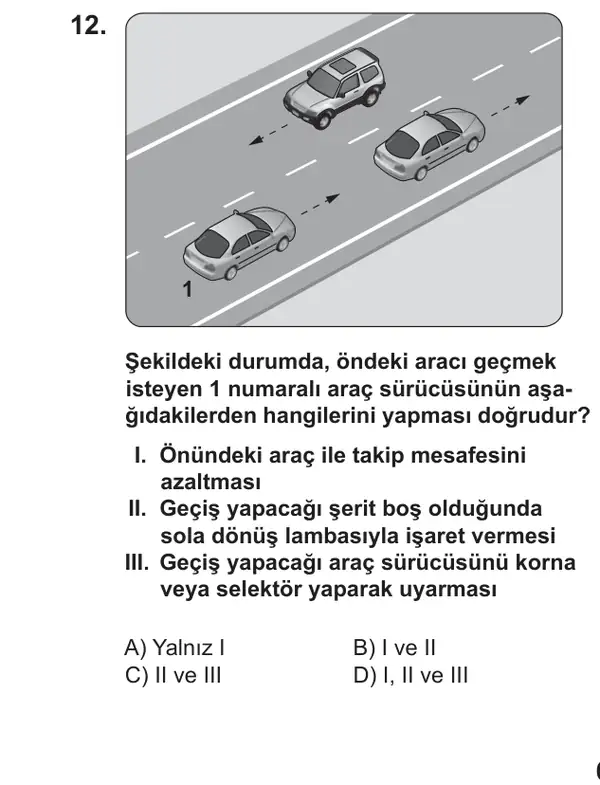 12.
1
Şekildeki durumda, öndeki aracı geçmek
isteyen 1 numaralı araç sürücüsünün aşa-
ğıdakilerden hangilerini yapması doğrudur?
I. Önündeki araç ile takip mesafesini
azaltması
II. Geçiş yapacağı şerit boş olduğunda
sola dönüş lambasıyla işaret vermesi
III. Geçiş yapacağı araç sürücüsünü korna
veya selektör yaparak uyarması
A) Yalnız I
B) I ve II
C) II ve III
D) I, II ve III